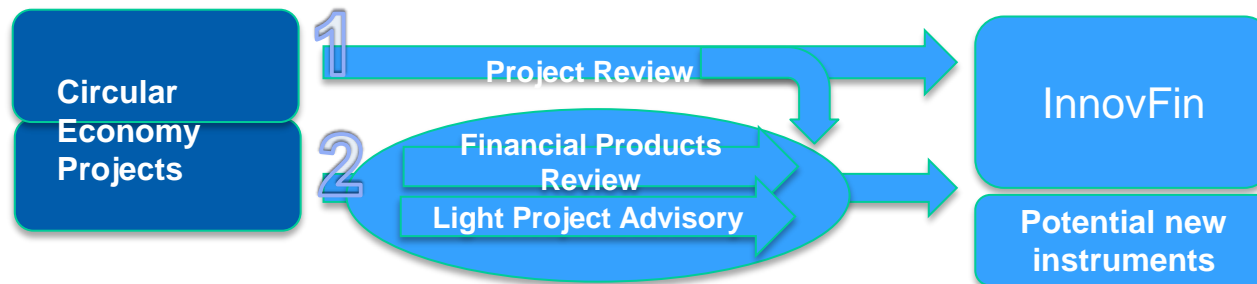 1
Project Review
Circular
Economy
Projects
2
Financial Products
Review
Light Project Advisory
InnovFin
Potential new
instruments